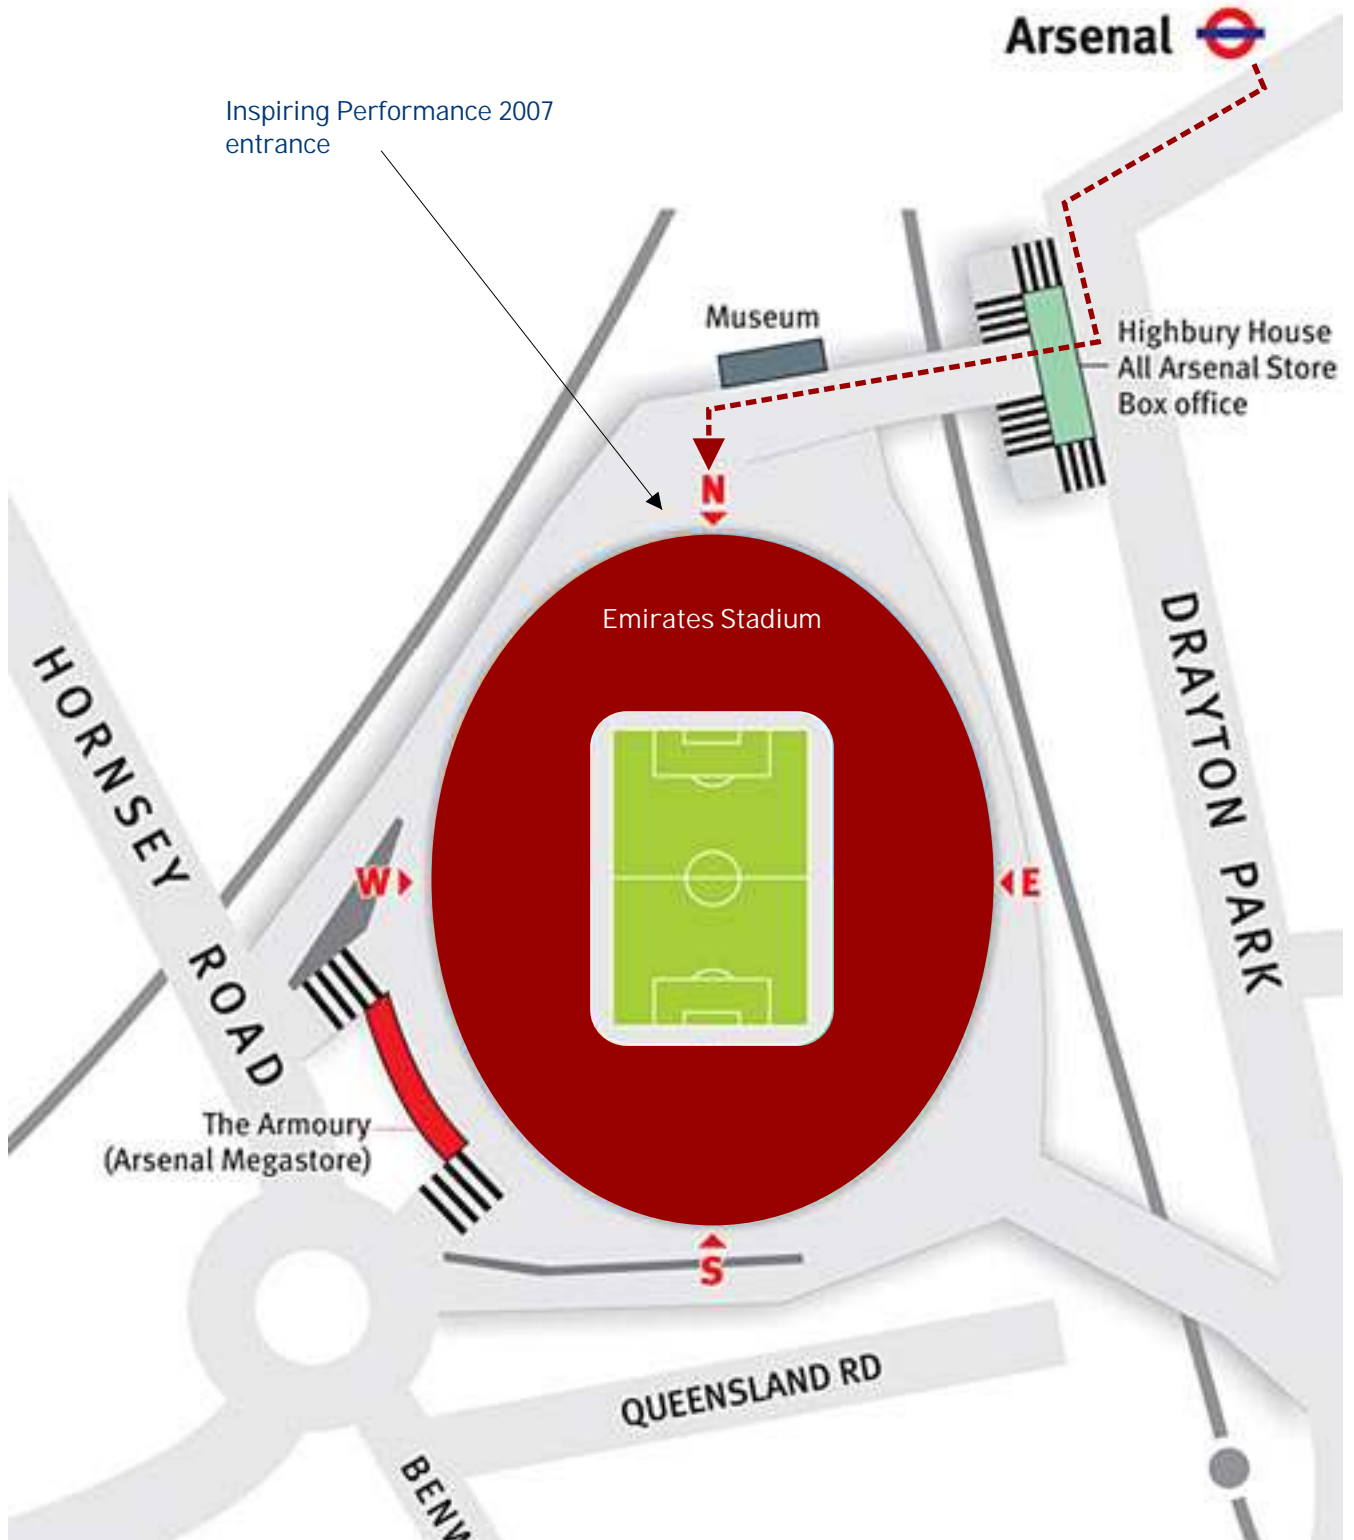 Arsenal
Inspiring Performance 2007
entrance
Museum
Highbury House
All Arsenal Store
Box office
N
Emirates Stadium
HORNSEY ROAD
DRAYTON PARK
W
E
The Armoury
(Arsenal Megastore)
S
QUEENSLAND RD
BENW